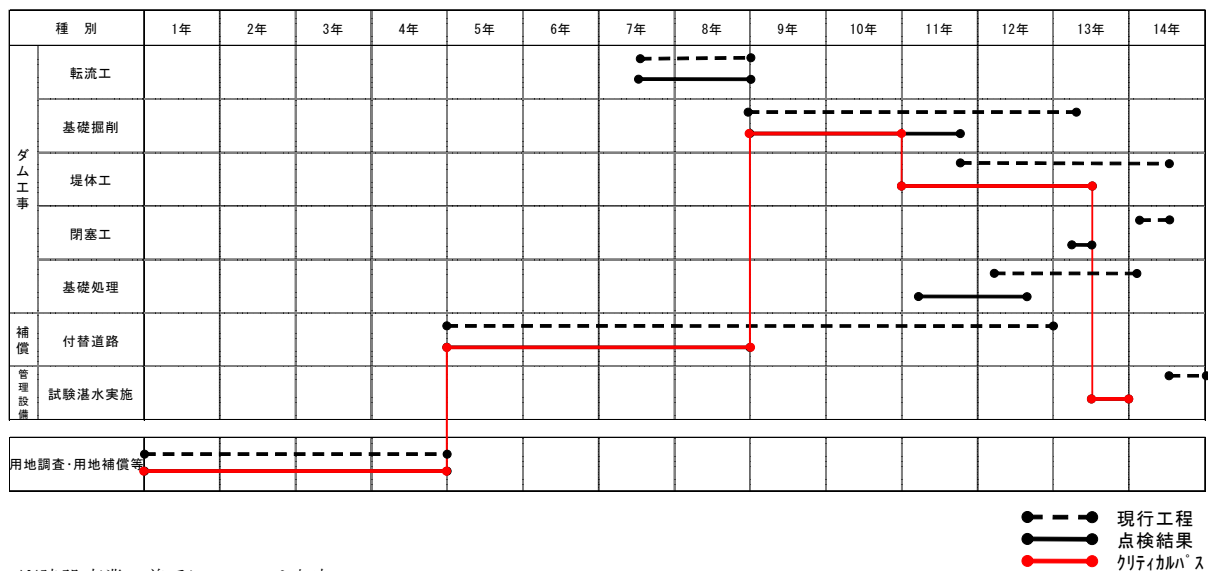 種 別 1年 2年 3年 4年 5年 6年 7年 8年 9年 10年 11年 12年 13年 14年
ダム工事
転流工
基礎掘削
堤体工
閉塞工
基礎処理
補償
付替道路
管理設備
試験湛水実施
用地調査・用地補償等
現行工程
点検結果
クリティカルパス